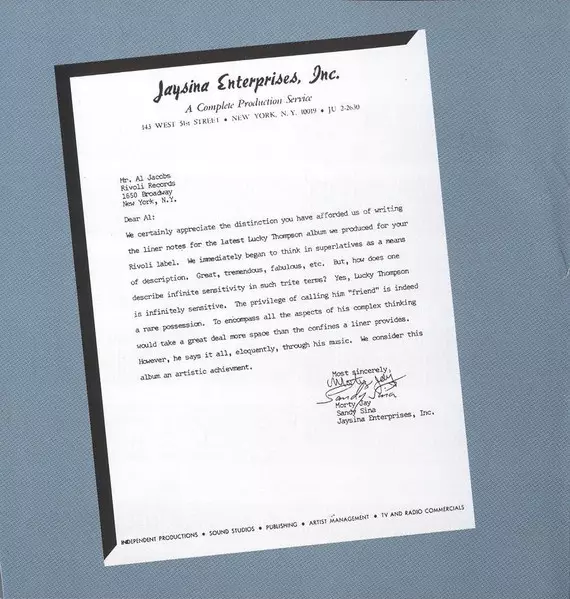 Jaysina Enterprises, Inc.
A Complete Production Service
143 WEST 51st STREET • NEW YORK, N. Y. 10019 • JU 2-2630
Mr. Al Jacobs
Rivoli Records
1650 Broadway
New York, N.Y.
Dear Al:
We certainly appreciate the distinction you have afforded us of writing
the liner notes for the latest Lucky Thompson album we produced for your
Rivoli label. We immediately began to think in superlatives as a means
of description. Great, tremendous, fabulous, etc. But, how does one
describe infinite sensitivity in such trite terms? Yes, Lucky Thompson
is infinitely sensitive. The privilege of calling him "friend" is indeed
a rare possession. To encompass all the aspects of his complex thinking
would take a great deal more space than the confines a liner provides.
However, he says it all, eloquently, through his music. We consider this
album an artistic achievment.
Most sincerely,
Morty Jay
Sandy Sina
Morty Jay
Sandy Sina
Jaysina Enterprises, Inc.
INDEPENDENT PRODUCTIONS • SOUND STUDIOS • PUBLISHING • ARTIST MANAGEMENT • TV AND RADIO COMMERCIALS